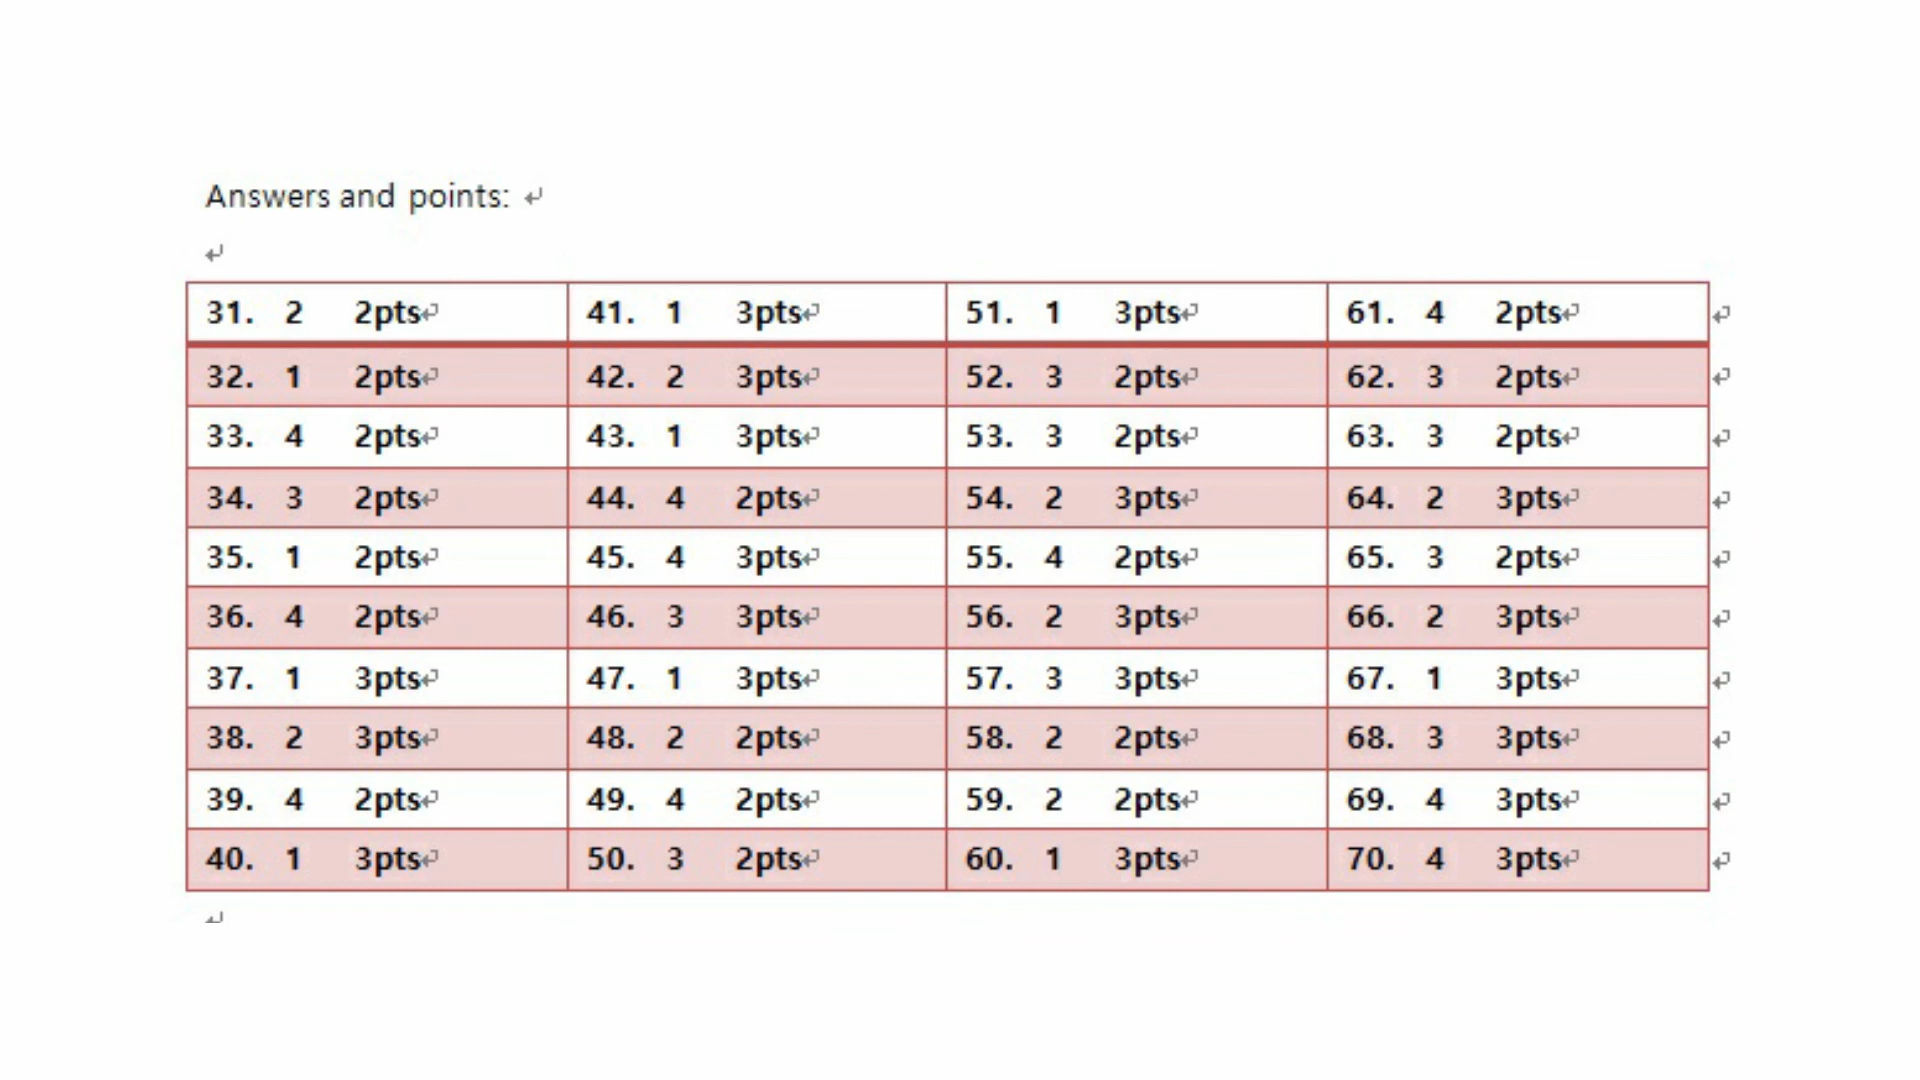 Answers and points:
31. 2 2pts 41. 1 3pts 51. 1 3pts 61. 4 2pts
32. 1 2pts 42. 2 3pts 52. 3 2pts 62. 3 2pts
33. 4 2pts 43. 1 3pts 53. 3 2pts 63. 3 2pts
34. 3 2pts 44. 4 2pts 54. 2 3pts 64. 2 3pts
35. 1 2pts 45. 4 3pts 55. 4 2pts 65. 3 2pts
36. 4 2pts 46. 3 3pts 56. 2 3pts 66. 2 3pts
37. 1 3pts 47. 1 3pts 57. 3 3pts 67. 1 3pts
38. 2 3pts 48. 2 2pts 58. 2 2pts 68. 3 3pts
39. 4 2pts 49. 4 2pts 59. 2 2pts 69. 4 3pts
40. 1 3pts 50. 3 2pts 60. 1 3pts 70. 4 3pts